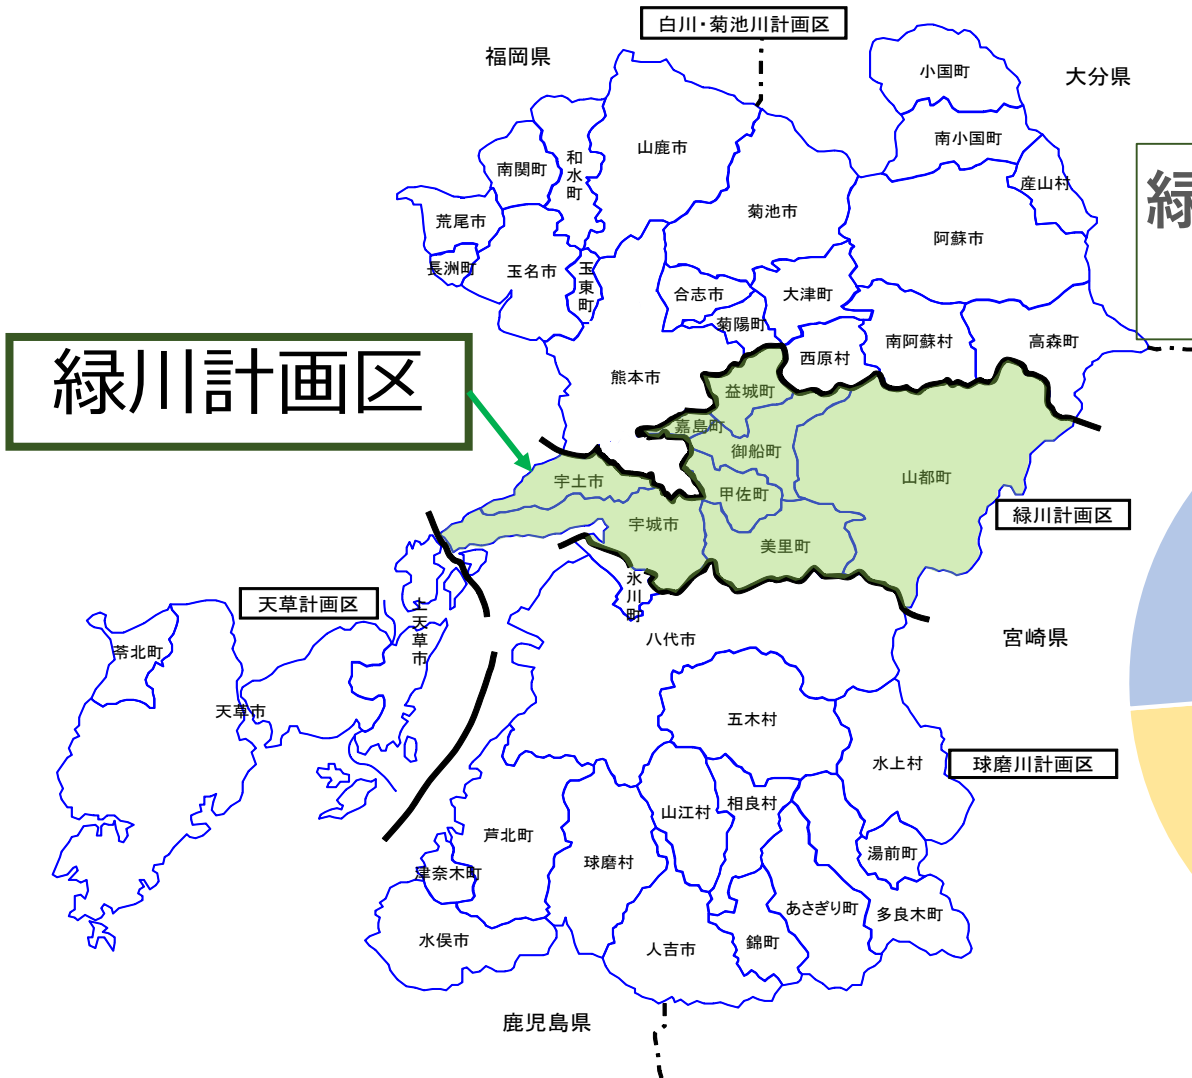 白川・菊池川計画区
福岡県
小国町
大分県
南小国町
山鹿市
和水町
南関町
産山村
緑
荒尾市
菊池市
阿蘇市
長洲町
玉名市
玉東町
合志市
大津町
菊陽町
南阿蘇村
高森町
西原村
緑川計画区
熊本市
益城町
嘉島町
御船町
山都町
宇土市
甲佐町
緑川計画区
宇城市
美里町
氷川町
天草計画区
上天草市
八代市
宮崎県
苓北町
天草市
五木村
水上村
球磨川計画区
山江村
相良村
芦北町
球磨村
湯前町
津奈木町
あさぎり町
多良木町
水俣市
人吉市
錦町
鹿児島県